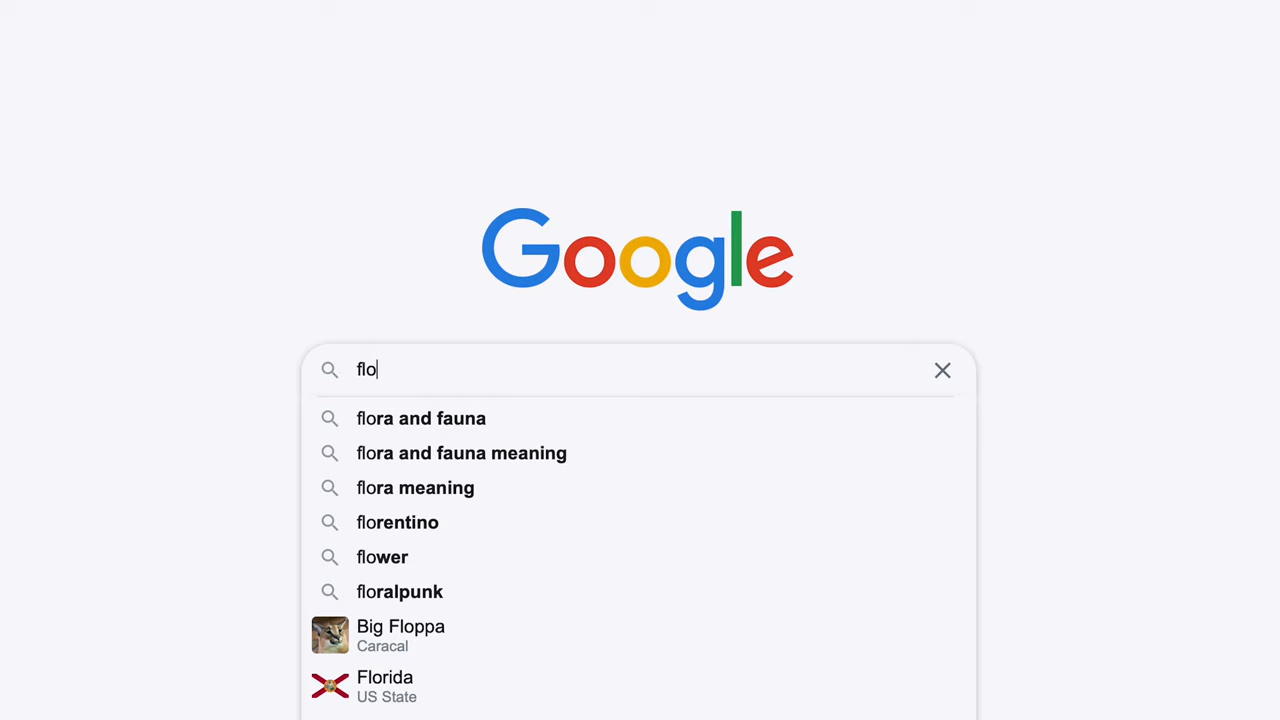 Google
flo
flora and fauna
flora and fauna meaning
flora meaning
florentino
flower
floralpunk
Big Floppa
Caracal
Florida
US State